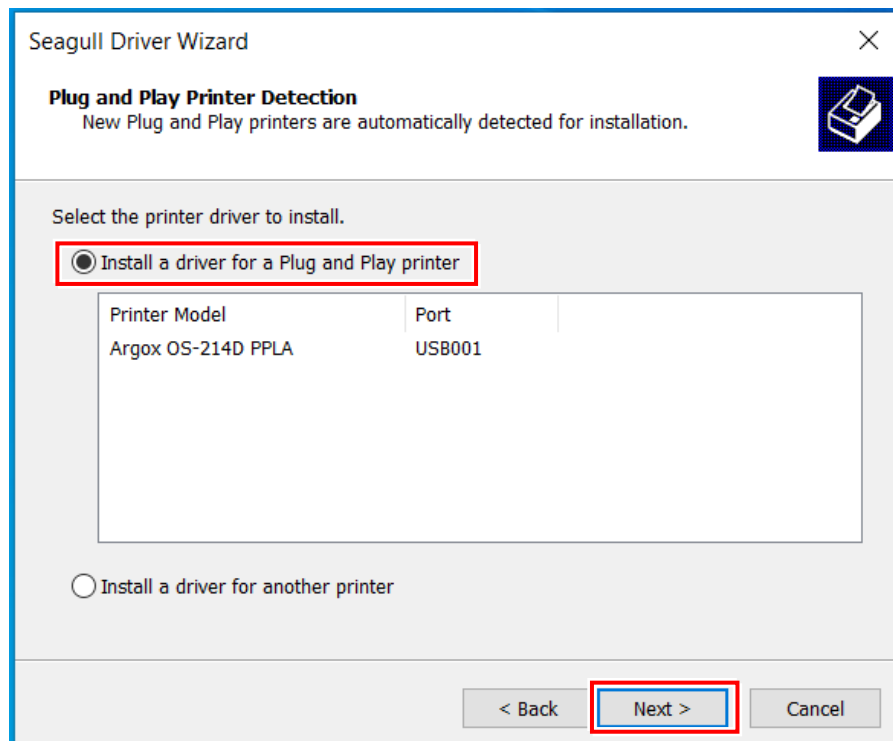 Seagull Driver Wizard
Plug and Play Printer Detection
New Plug and Play printers are automatically detected for installation.
Select the printer driver to install.
Install a driver for a Plug and Play printer
Printer Model Port
Argox OS-214D PPLA USB001
Install a driver for another printer
< Back Next > Cancel